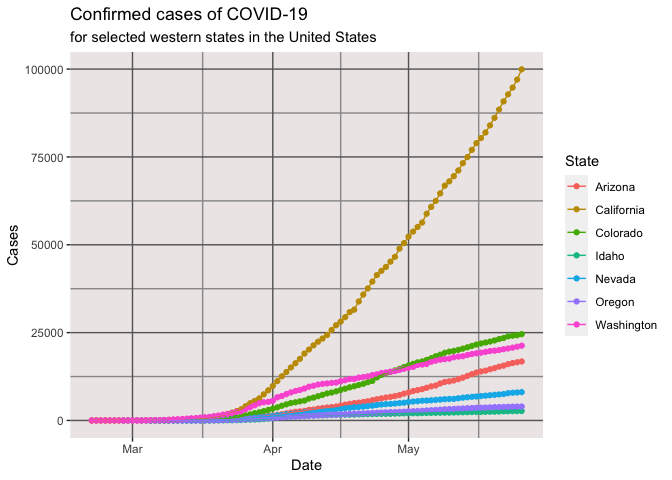 Confirmed cases of COVID-19
for selected western states in the United States
100000
75000
50000
25000
0
Cases
Mar
Apr
May
Date
State
Arizona
California
Colorado
Idaho
Nevada
Oregon
Washington